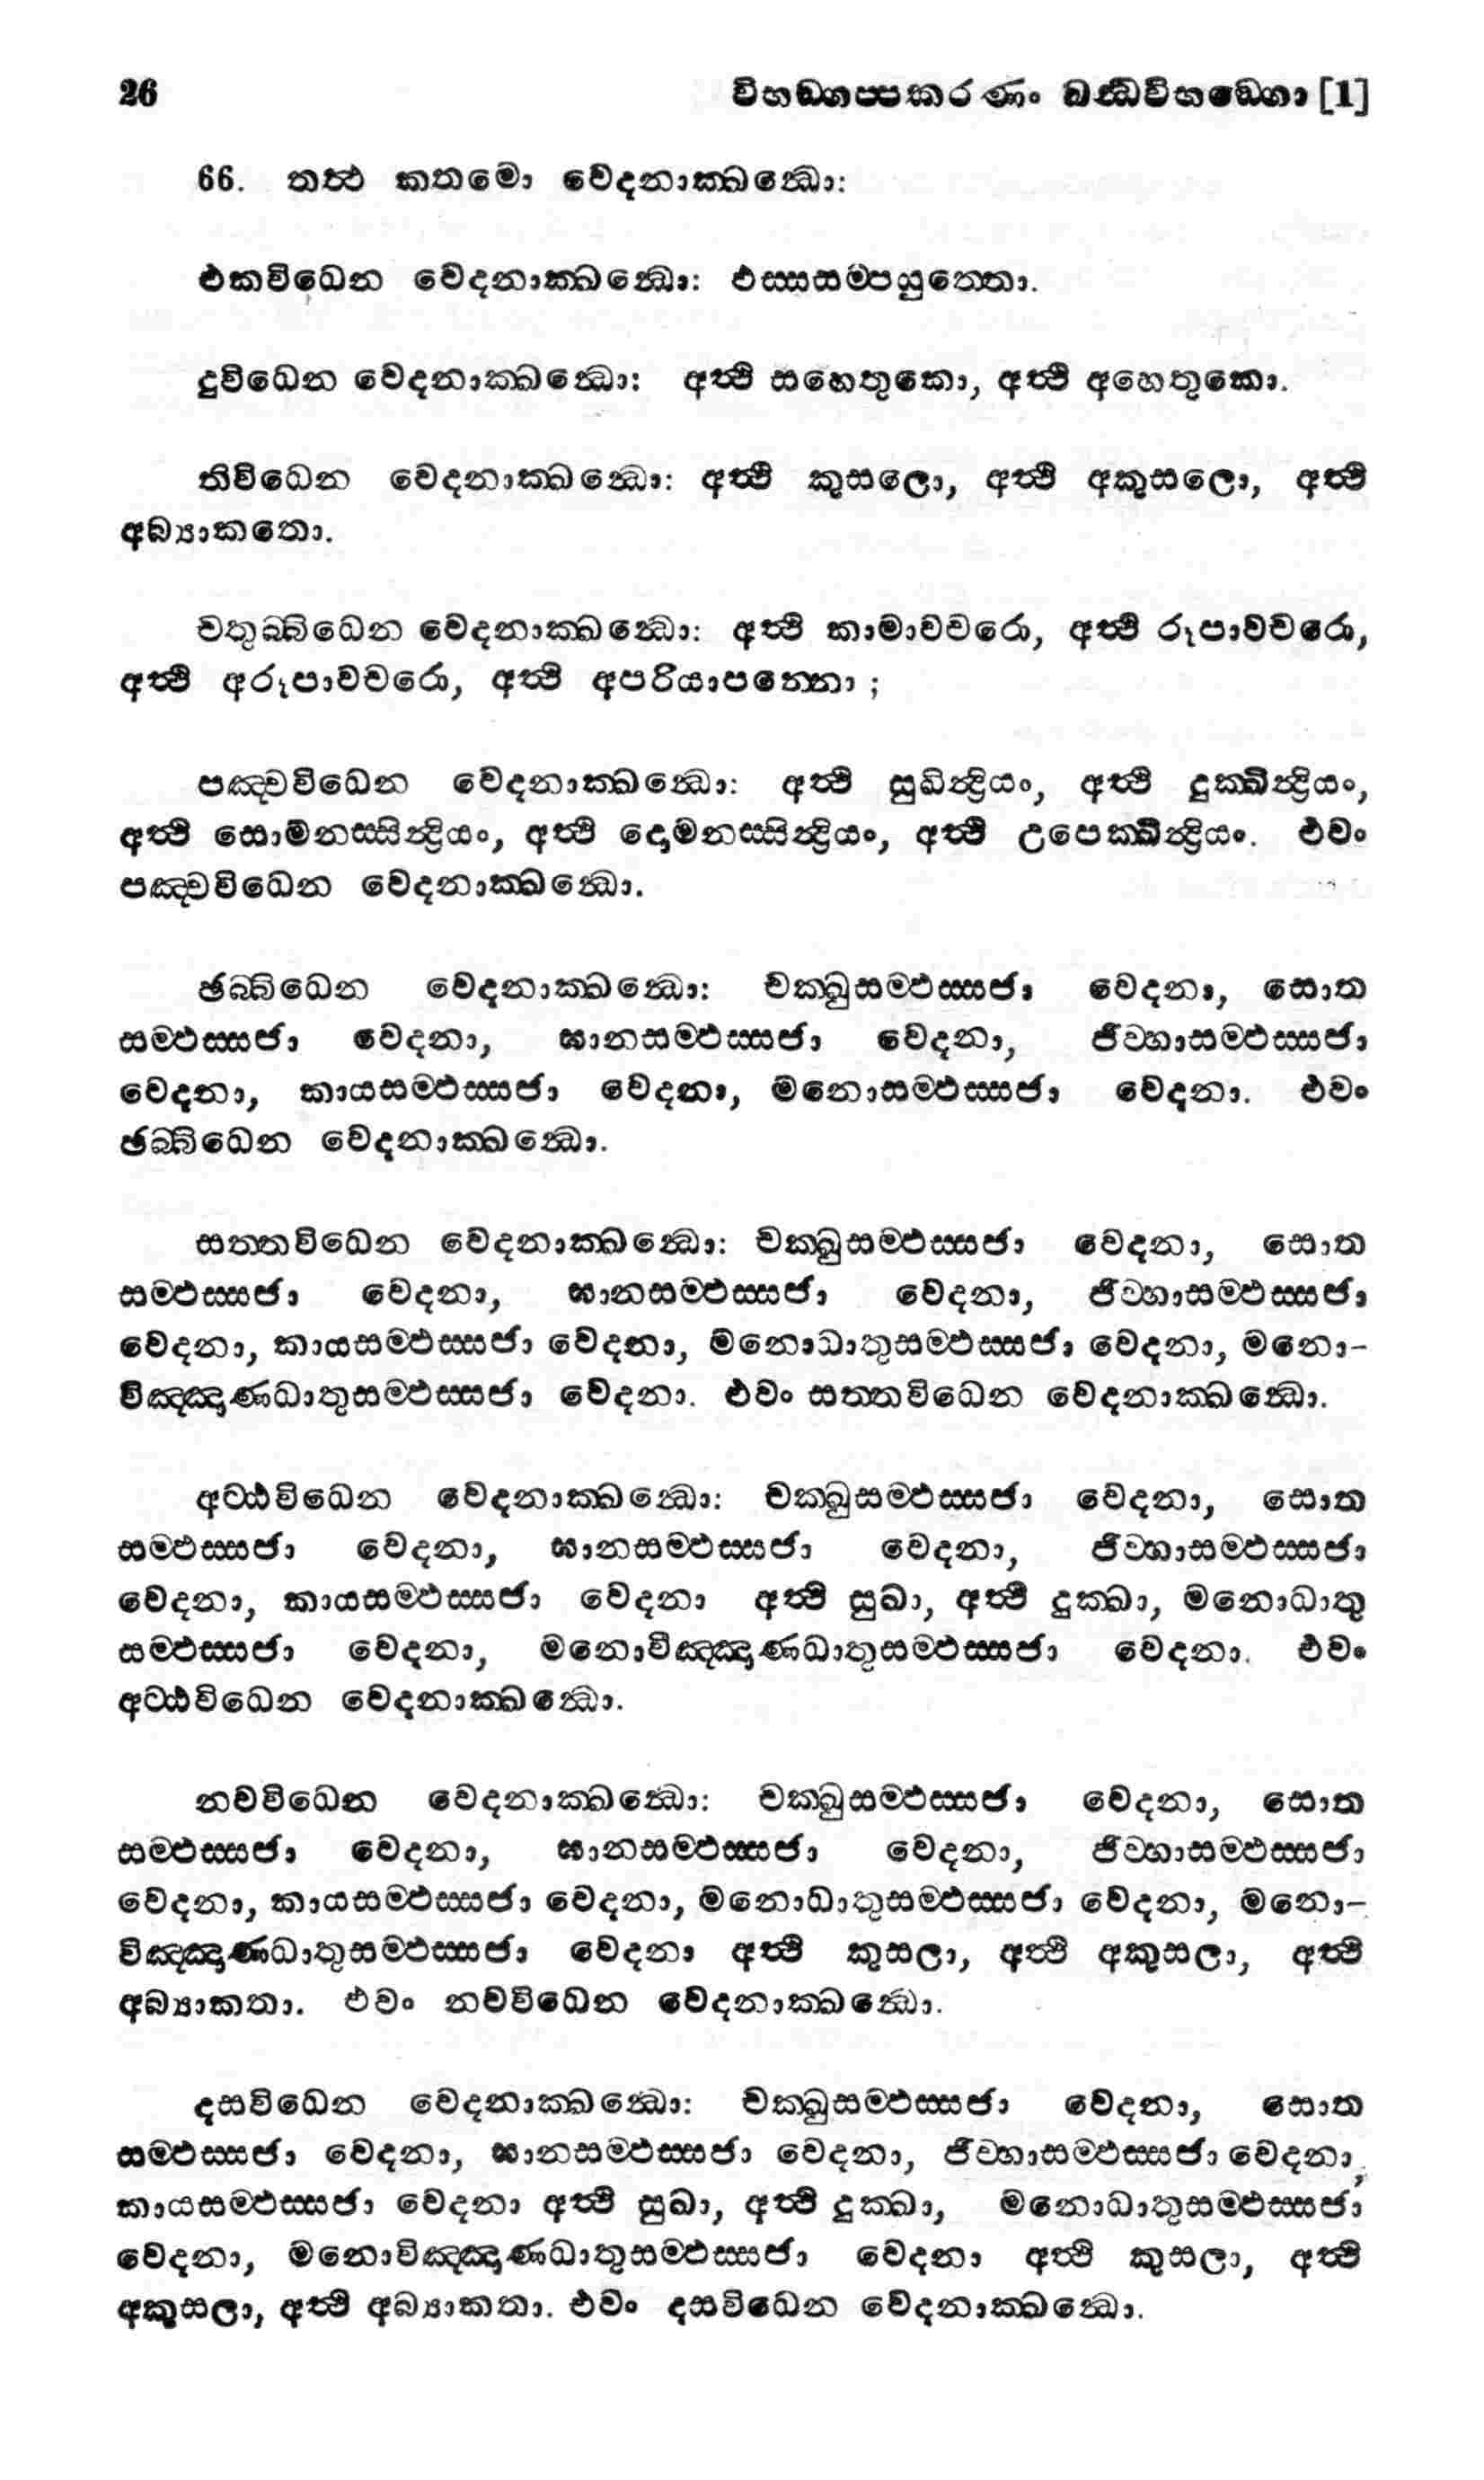 26 විභඞ්ගප්පකරණං ඛන්ධවිභඞ්ගො [1]
66. තත්‍ථ කතමො වෙදනාක්ඛන්‍ධො:
එකවිධෙන වෙදනාක්ඛන්‍ධො: ඵස්සසම්පයුත්තො.
දුවිධෙන වෙදනාක්ඛන්‍ධො: අත්‍ථි සහෙතුකො, අත්‍ථි අහෙතුකො.
තිවිධෙන වෙදනාක්ඛන්‍ධො: අත්‍ථි කුසලො, අත්‍ථි අකුසලො, අත්‍ථි
අබ්‍යාකතො.
චතුබ්බිධෙන වෙදනාක්ඛන්‍ධො: අත්‍ථි කාමාවචරො, අත්‍ථි රූපාවචරො,
අත්‍ථි අරූපාවචරො, අත්‍ථි අපරියාපන්නො ;
පඤ්චවිධෙන වෙදනාක්ඛන්‍ධො: අත්‍ථි සුඛින්‍ද්‍රියං, අත්‍ථි දුක්ඛින්‍ද්‍රියං,
අත්‍ථි සොමනස්සින්‍ද්‍රියං, අත්‍ථි දොමනස්සින්‍ද්‍රියං, අත්‍ථි උපෙක්ඛින්‍ද්‍රියං. එවං
පඤ්චවිධෙන වෙදනාක්ඛන්‍ධො.
ඡබ්බිධෙන වෙදනාක්ඛන්‍ධො: චක්ඛුසම්ඵස්සජා වෙදනා, සොත
සම්ඵස්සජා වෙදනා, ඝානසම්ඵස්සජා වෙදනා, ජිව්හාසම්ඵස්සජා
වෙදනා, කායසම්ඵස්සජා වෙදනා, මනොසම්ඵස්සජා වෙදනා. එවං
ඡබ්බිධෙන වෙදනාක්ඛන්‍ධො.
සත්තවිධෙන වෙදනාක්ඛන්‍ධො: චක්ඛුසම්ඵස්සජා වෙදනා, සොත
සම්ඵස්සජා වෙදනා, ඝානසම්ඵස්සජා වෙදනා, ජිව්හාසම්ඵස්සජා
වෙදනා, කායසම්ඵස්සජා වෙදනා, මනොධාතුසම්ඵස්සජා වෙදනා, මනො-
විඤ්ඤාණධාතුසම්ඵස්සජා වෙදනා. එවං සත්තවිධෙන වෙදනාක්ඛන්‍ධො.
අට්ඨවිධෙන වෙදනාක්ඛන්‍ධො: චක්ඛුසම්ඵස්සජා වෙදනා, සොත
සම්ඵස්සජා වෙදනා, ඝානසම්ඵස්සජා වෙදනා, ජිව්හාසම්ඵස්සජා
වෙදනා, කායසම්ඵස්සජා වෙදනා අත්‍ථි සුඛා, අත්‍ථි දුක්ඛා, මනොධාතු
සම්ඵස්සජා වෙදනා, මනොවිඤ්ඤාණධාතුසම්ඵස්සජා වෙදනා. එවං
අට්ඨවිධෙන වෙදනාක්ඛන්‍ධො.
නවවිධෙන වෙදනාක්ඛන්‍ධො: චක්ඛුසම්ඵස්සජා වෙදනා, සොත
සම්ඵස්සජා වෙදනා, ඝානසම්ඵස්සජා වෙදනා, ජිව්හාසම්ඵස්සජා
වෙදනා, කායසම්ඵස්සජා වෙදනා, මනොධාතුසම්ඵස්සජා වෙදනා, මනො-
විඤ්ඤාණධාතුසම්ඵස්සජා වෙදනා අත්‍ථි කුසලා, අත්‍ථි අකුසලා, අත්‍ථි
අබ්‍යාකතා. එවං නවවිධෙන වෙදනාක්ඛන්‍ධො.
දසවිධෙන වෙදනාක්ඛන්‍ධො: චක්ඛුසම්ඵස්සජා වෙදනා, සොත
සම්ඵස්සජා වෙදනා, ඝානසම්ඵස්සජා වෙදනා, ජිව්හාසම්ඵස්සජා වෙදනා,
කායසම්ඵස්සජා වෙදනා අත්‍ථි සුඛා, අත්‍ථි දුක්ඛා, මනොධාතුසම්ඵස්සජා
වෙදනා, මනොවිඤ්ඤාණධාතුසම්ඵස්සජා වෙදනා අත්‍ථි කුසලා, අත්‍ථි
අකුසලා, අත්‍ථි අබ්‍යාකතා. එවං දසවිධෙන වෙදනාක්ඛන්‍ධො.